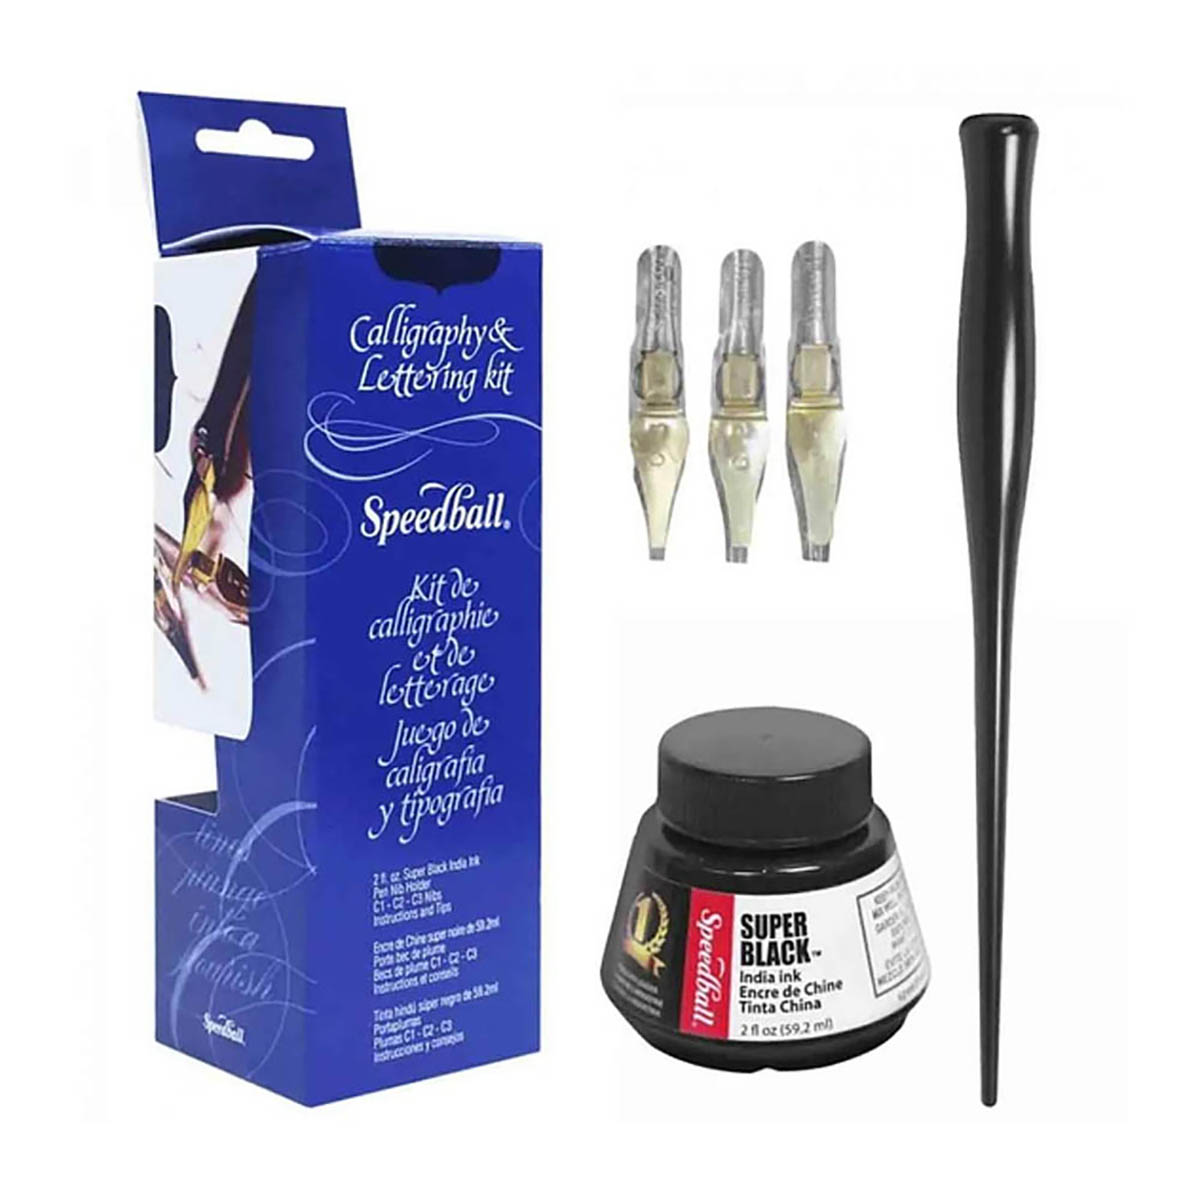 Calligraphy &
Lettering kit
Speedball®
Kit de
calligraphie
et de
letterage
Juego de
caligrafia
y tipografia
2 fl. oz. Super Black India Ink
Pen Nib Holder
C1 - C2 - C3 Nibs
Instructions and Tips
Encre de Chine super noire de 59.2ml
Porte bec de plume
Becs de plume C1 - C2 - C3
Instructions et conseils
Tinta hindú súper negro de 59.2ml
Portaplumas
Plumas C1 - C2 - C3
Instrucciones y consejos
Speedball
1
Speedball®
SUPER
BLACK™
India ink
Encre de Chine
Tinta China
2 fl oz (59.2 ml)